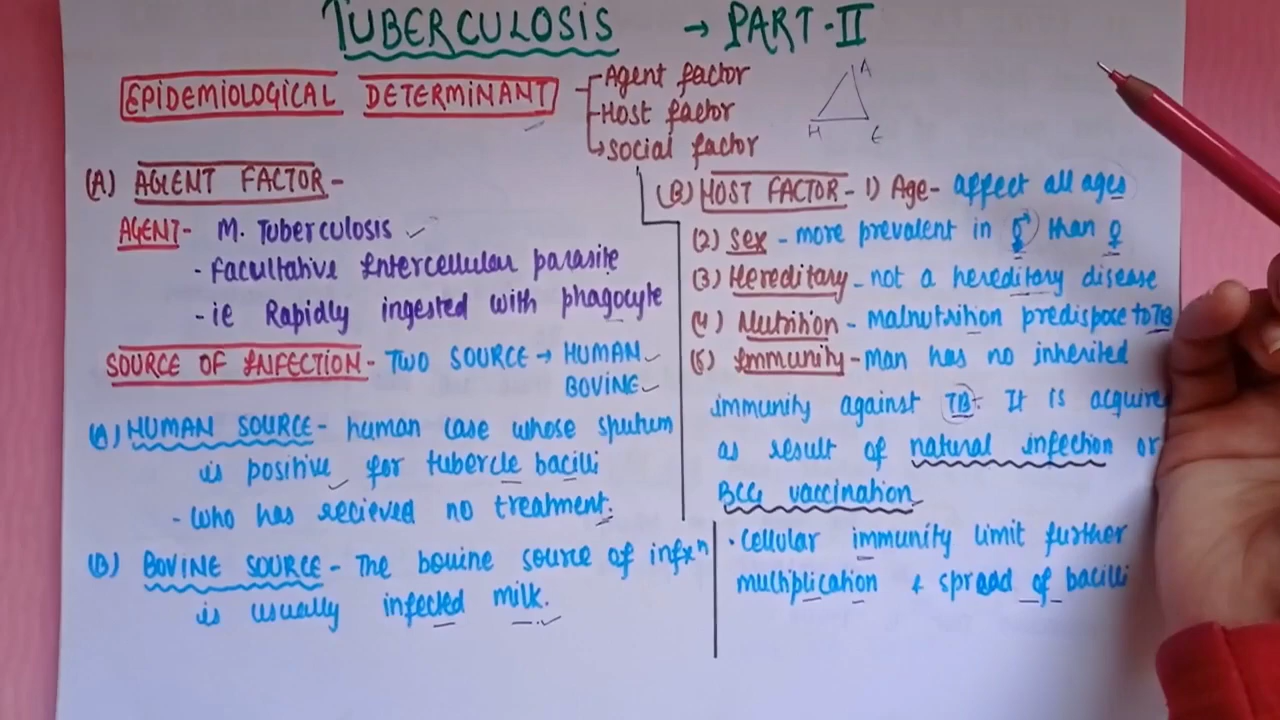 TUBERCULOSIS → PART-II
EPIDEMIOLOGICAL DETERMINANT
Agent factor
Host factor
Social factor
A
H E
(A) AGENT FACTOR-
AGENT- M. Tuberculosis
- facultative Intercellular parasite
- ie Rapidly ingested with phagocyte
SOURCE OF INFECTION - TWO SOURCE → HUMAN
BOVINE
(A) HUMAN SOURCE - human case whose sputum
is positive for tubercle bacilli
- who has recieved no treatment.
(B) BOVINE SOURCE - The bovine source of infxⁿ
is usually infected milk.
(B) HOST FACTOR - 1) Age - affect all ages
(2) Sex - more prevalent in ♂ than ♀
(3) Hereditary - not a hereditary disease
(4) Nutrition - malnutrition predispose to TB
(5) Immunity - man has no inherited
immunity against TB. It is acquire
as result of natural infection or
BCG vaccination
• Cellular immunity limit further
multiplication & spread of bacilli